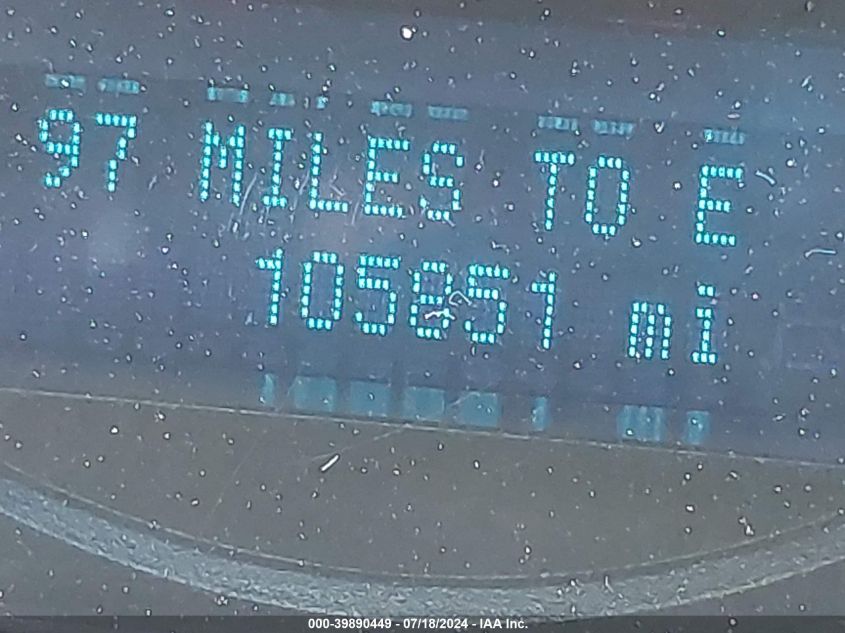 97 MILES TO E
105851 mi
000-39890449 - 07/18/2024 - IAA Inc.